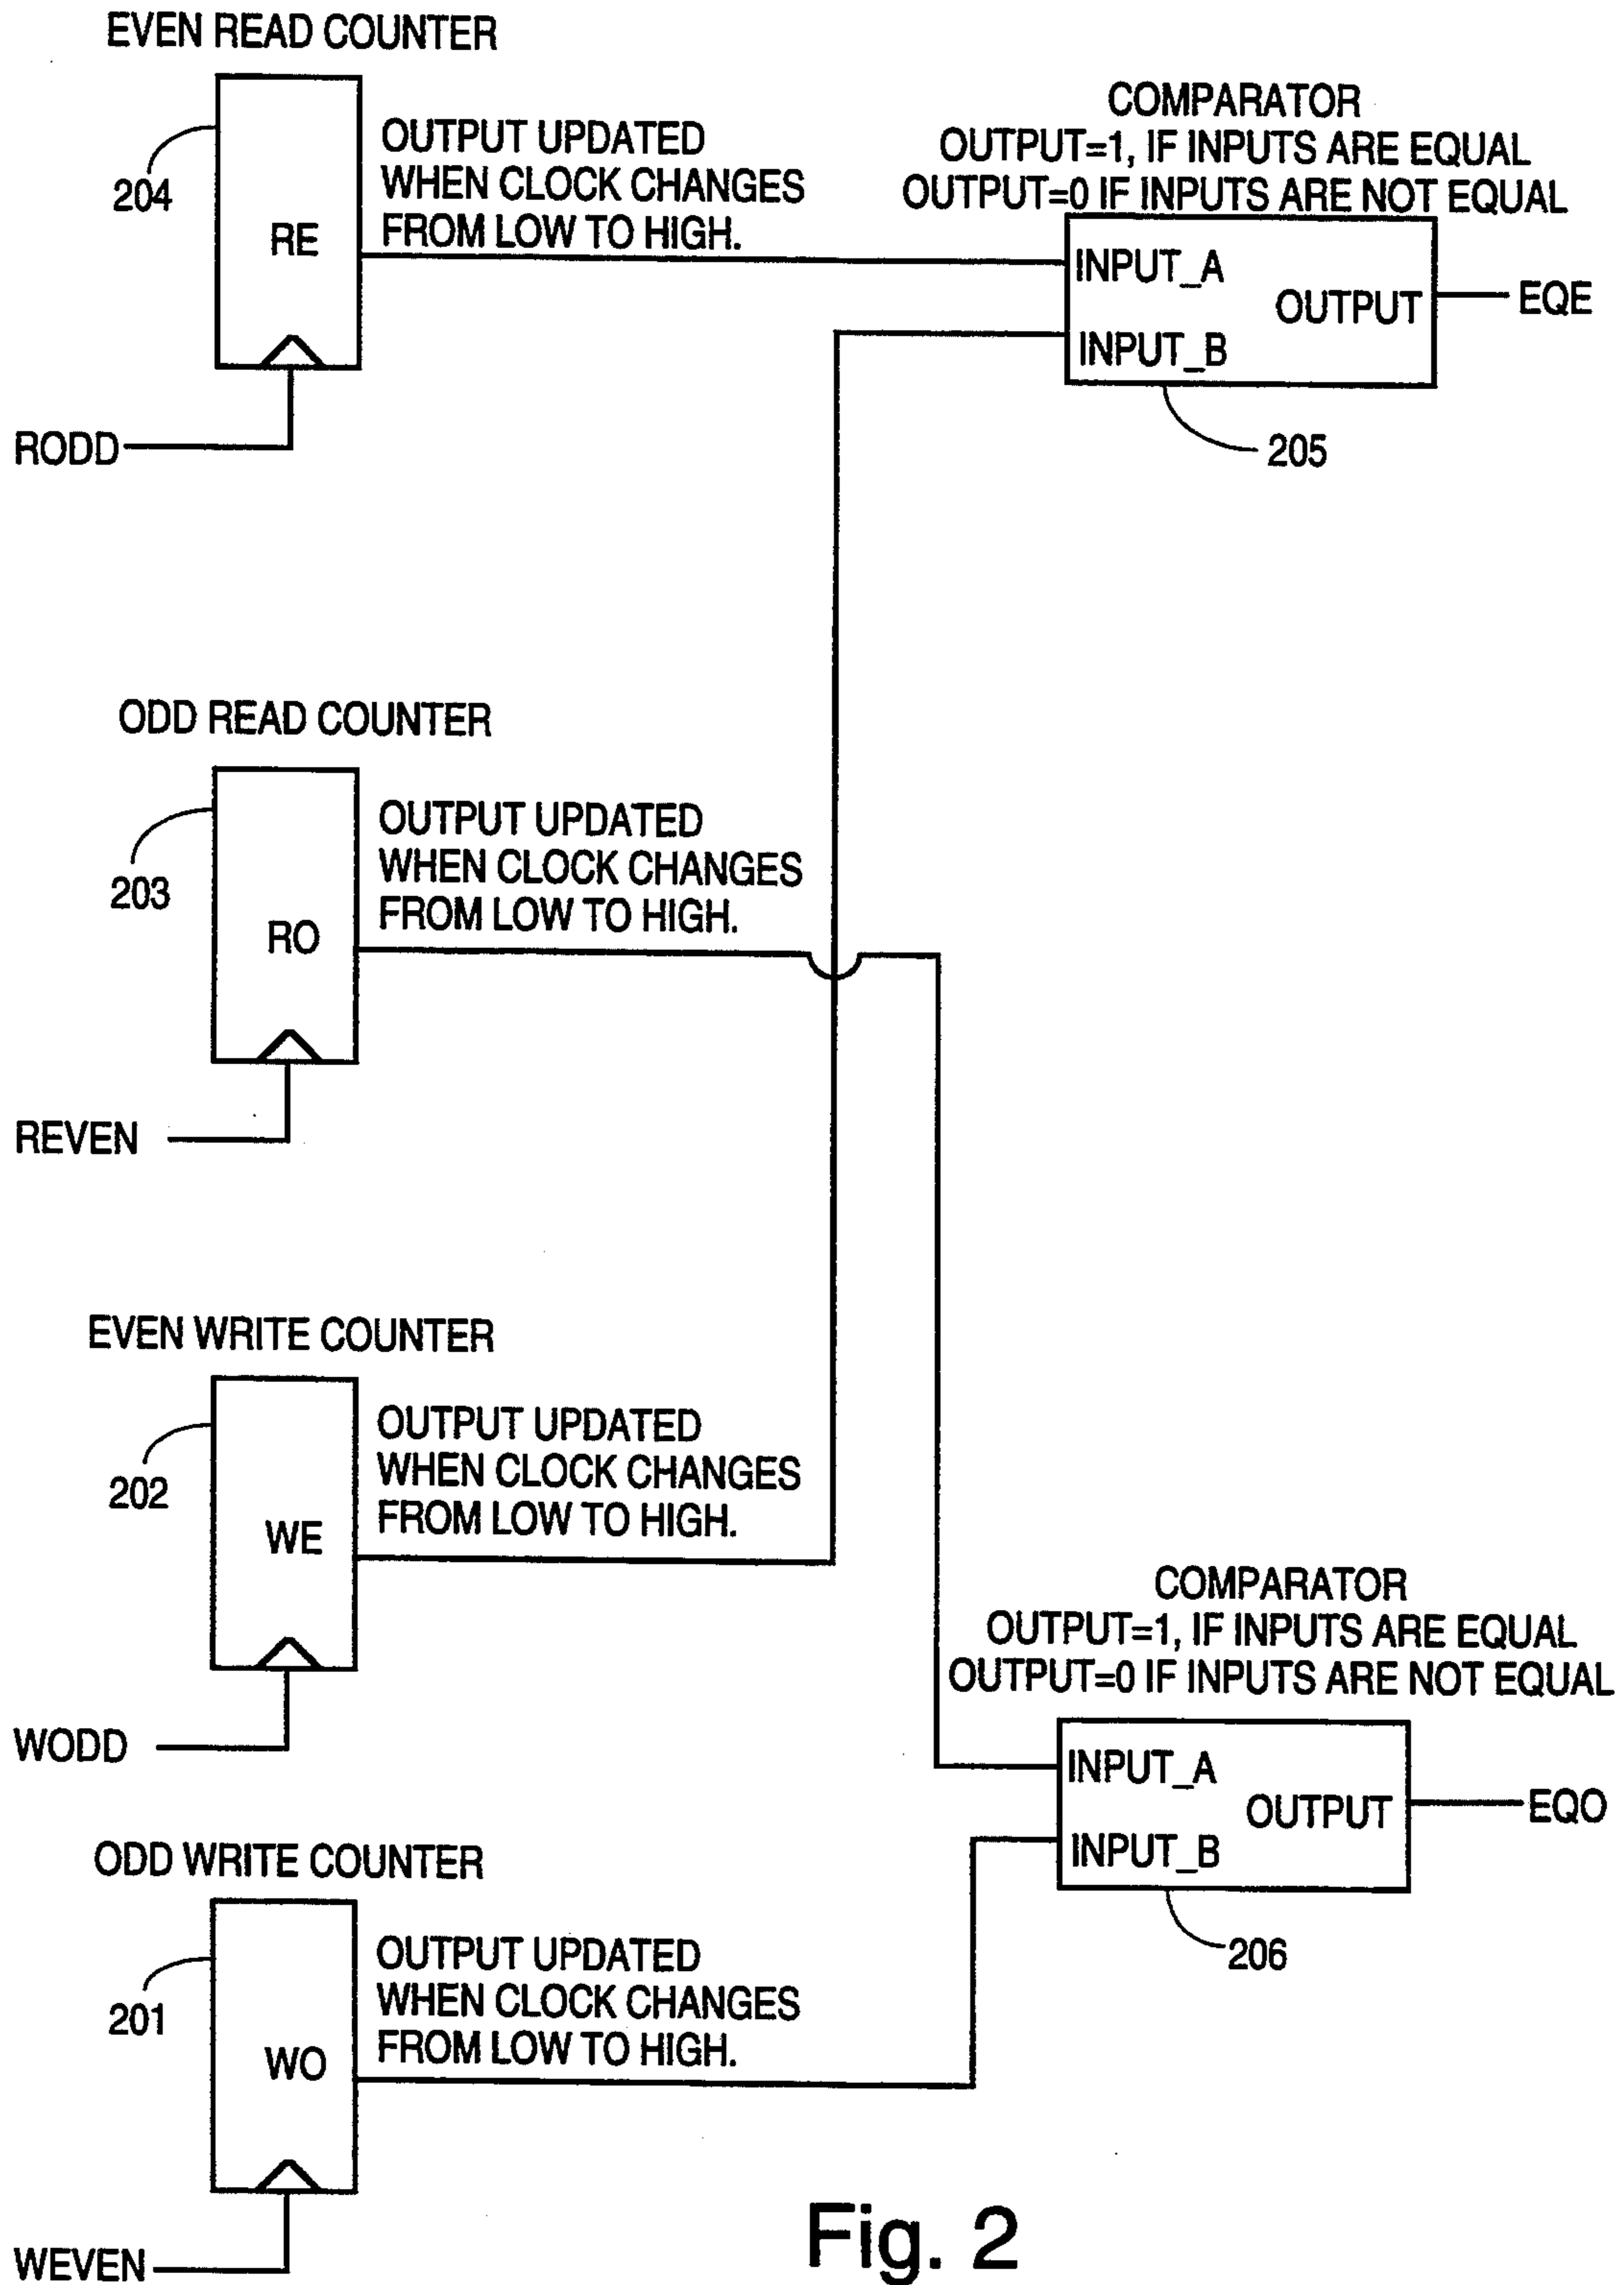 EVEN READ COUNTER
204
RE
OUTPUT UPDATED
WHEN CLOCK CHANGES
FROM LOW TO HIGH.
RODD
COMPARATOR
OUTPUT=1, IF INPUTS ARE EQUAL
OUTPUT=0 IF INPUTS ARE NOT EQUAL
INPUT_A
OUTPUT
INPUT_B
EQE
205
ODD READ COUNTER
203
RO
OUTPUT UPDATED
WHEN CLOCK CHANGES
FROM LOW TO HIGH.
REVEN
EVEN WRITE COUNTER
202
WE
OUTPUT UPDATED
WHEN CLOCK CHANGES
FROM LOW TO HIGH.
WODD
COMPARATOR
OUTPUT=1, IF INPUTS ARE EQUAL
OUTPUT=0 IF INPUTS ARE NOT EQUAL
INPUT_A
OUTPUT
INPUT_B
EQO
206
ODD WRITE COUNTER
201
WO
OUTPUT UPDATED
WHEN CLOCK CHANGES
FROM LOW TO HIGH.
WEVEN
Fig. 2